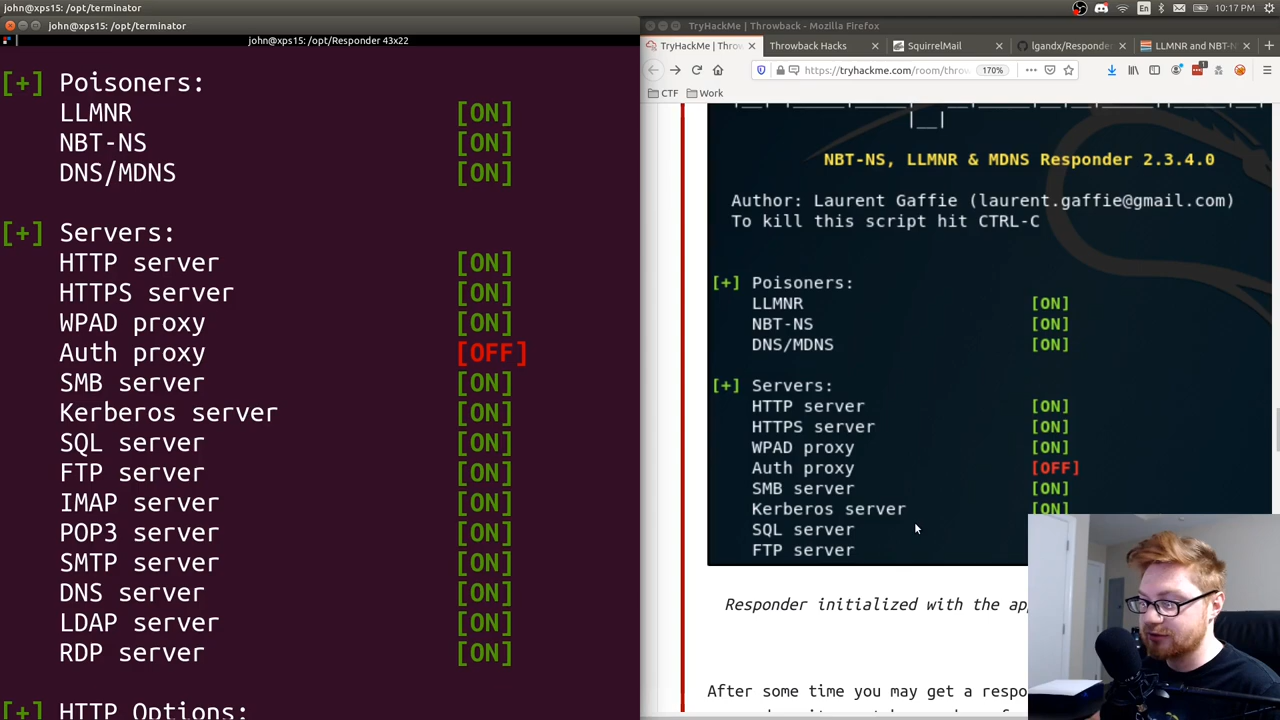 john@xps15: /opt/terminator
En
10:17 PM
john@xps15: /opt/terminator
john@xps15: /opt/Responder 43x22
[+] Poisoners:
LLMNR [ON]
NBT-NS [ON]
DNS/MDNS [ON]
[+] Servers:
HTTP server [ON]
HTTPS server [ON]
WPAD proxy [ON]
Auth proxy [OFF]
SMB server [ON]
Kerberos server [ON]
SQL server [ON]
FTP server [ON]
IMAP server [ON]
POP3 server [ON]
SMTP server [ON]
DNS server [ON]
LDAP server [ON]
RDP server [ON]
[+] HTTP Options:
TryHackMe | Throwback - Mozilla Firefox
TryHackMe | Throw
Throwback Hacks
SquirrelMail
lgandx/Responder
LLMNR and NBT-N
https://tryhackme.com/room/throw
170%
CTF
Work
NBT-NS, LLMNR & MDNS Responder 2.3.4.0
Author: Laurent Gaffie (laurent.gaffie@gmail.com)
To kill this script hit CTRL-C
[+] Poisoners:
LLMNR [ON]
NBT-NS [ON]
DNS/MDNS [ON]
[+] Servers:
HTTP server [ON]
HTTPS server [ON]
WPAD proxy [ON]
Auth proxy [OFF]
SMB server [ON]
Kerberos server [ON]
SQL server
FTP server
Responder initialized with the ap
After some time you may get a respo